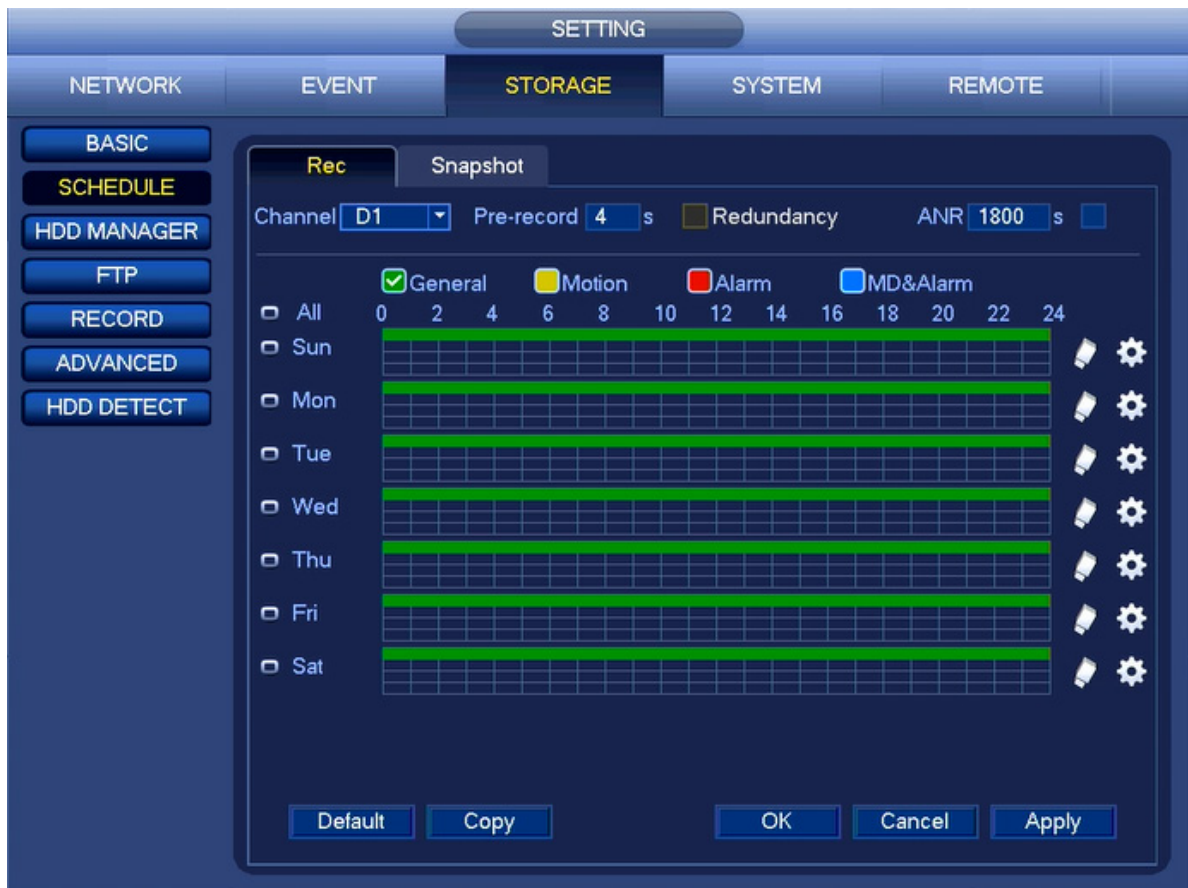 SETTING
NETWORK EVENT STORAGE SYSTEM REMOTE
BASIC
SCHEDULE
HDD MANAGER
FTP
RECORD
ADVANCED
HDD DETECT
Rec Snapshot
Channel D1 Pre-record 4 s Redundancy ANR 1800 s
General Motion Alarm MD&Alarm
All 0 2 4 6 8 10 12 14 16 18 20 22 24
Sun
Mon
Tue
Wed
Thu
Fri
Sat
Default Copy OK Cancel Apply